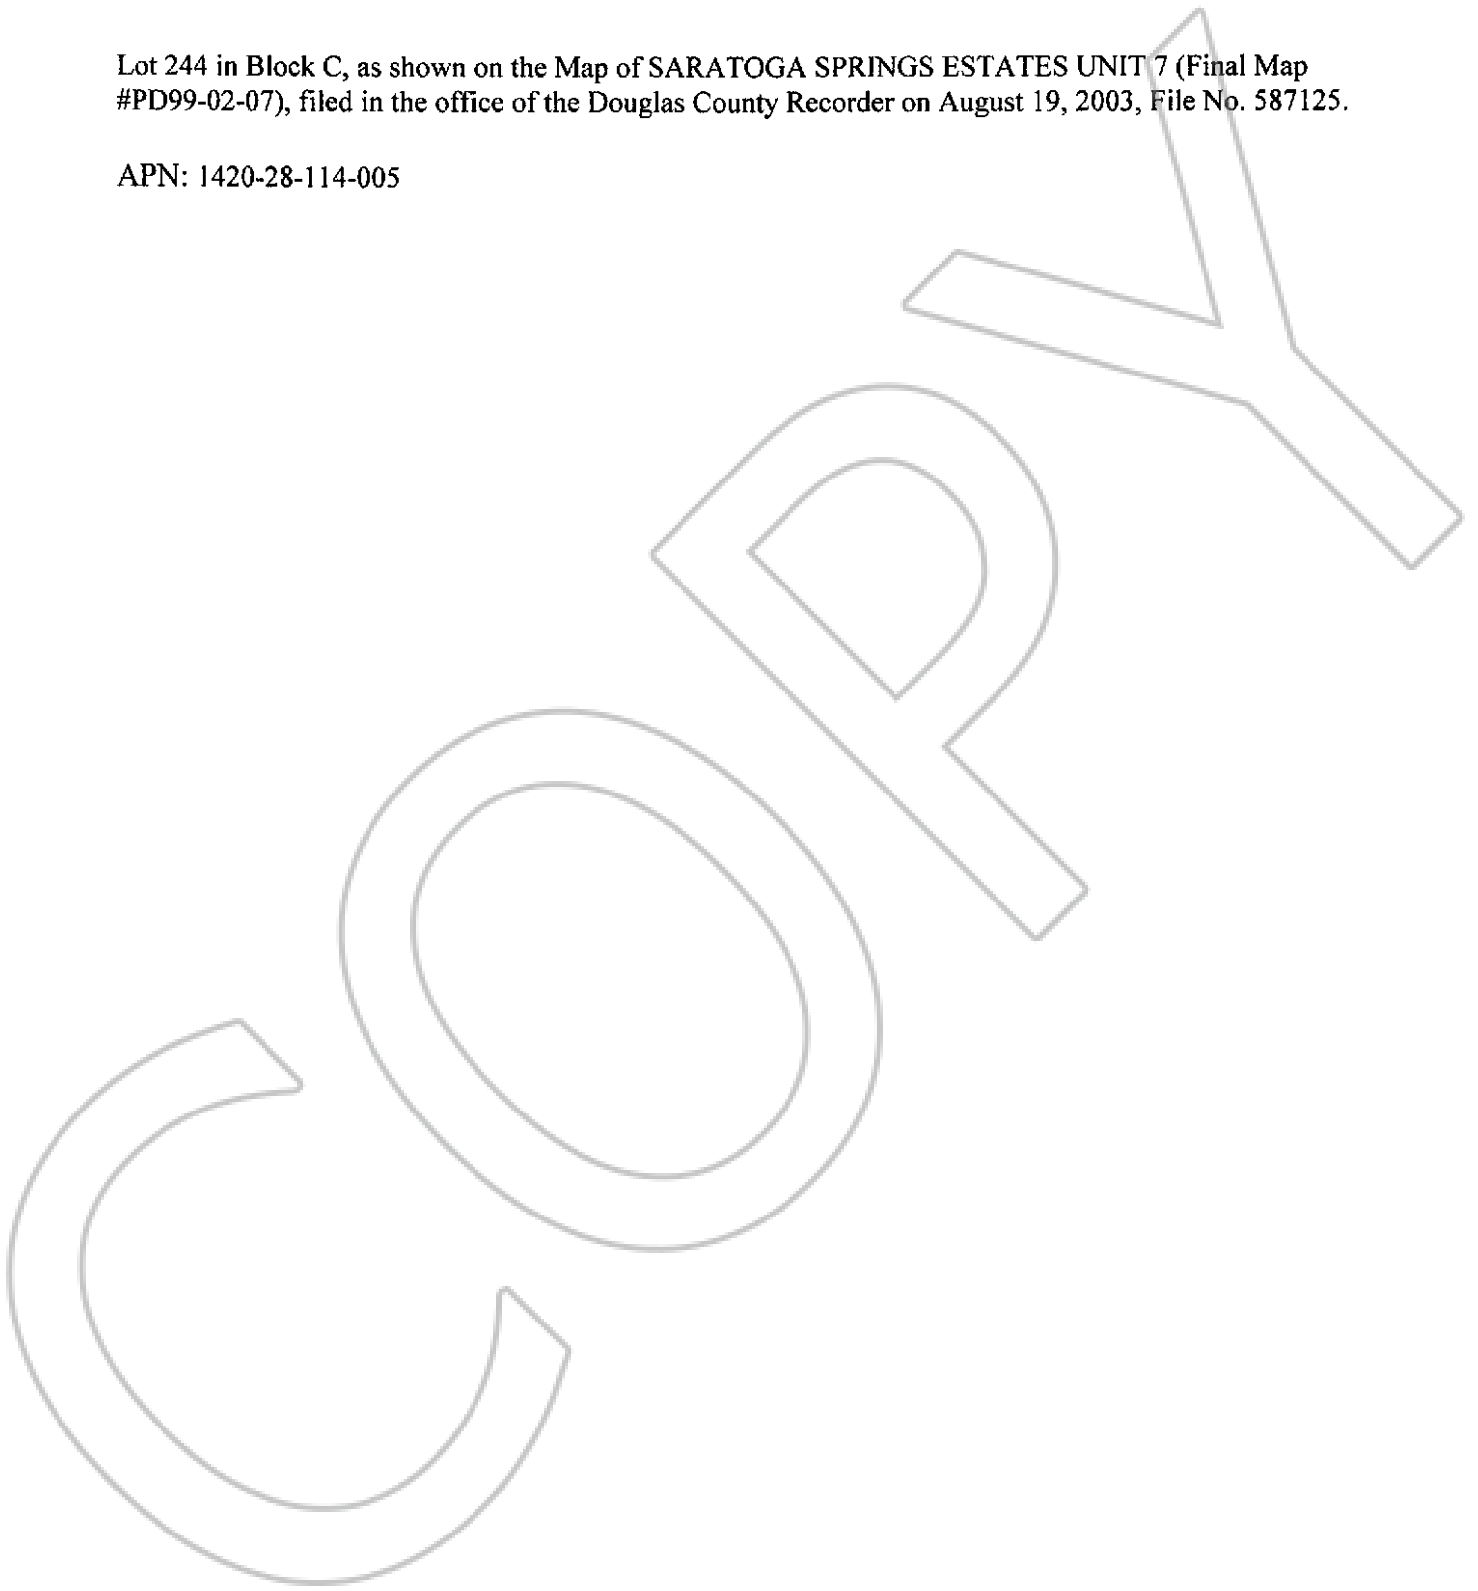 Lot 244 in Block C, as shown on the Map of SARATOGA SPRINGS ESTATES UNIT 7 (Final Map
#PD99-02-07), filed in the office of the Douglas County Recorder on August 19, 2003, File No. 587125.
APN: 1420-28-114-005
COPY